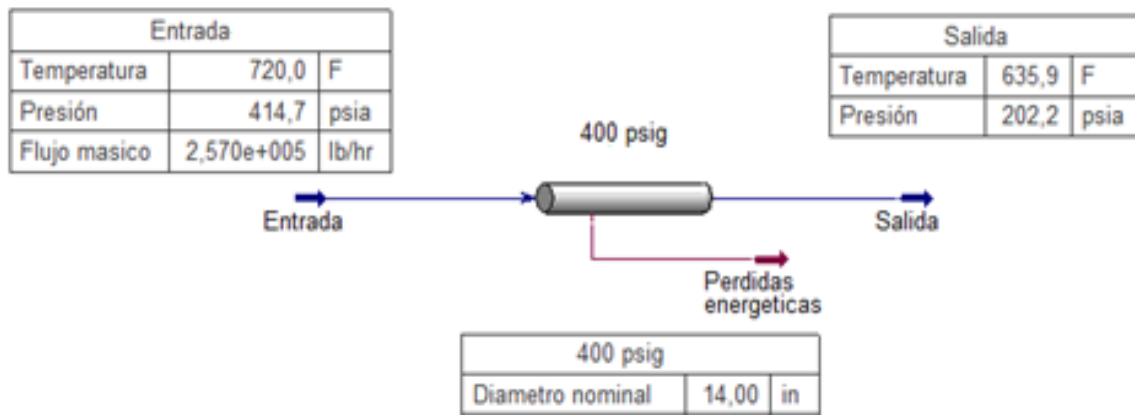 Entrada
Temperatura 720,0 F
Presión 414,7 psia
Flujo masico 2,570e+005 lb/hr
Salida
Temperatura 635,9 F
Presión 202,2 psia
400 psig
Entrada
Salida
Perdidas
energeticas
400 psig
Diametro nominal 14,00 in